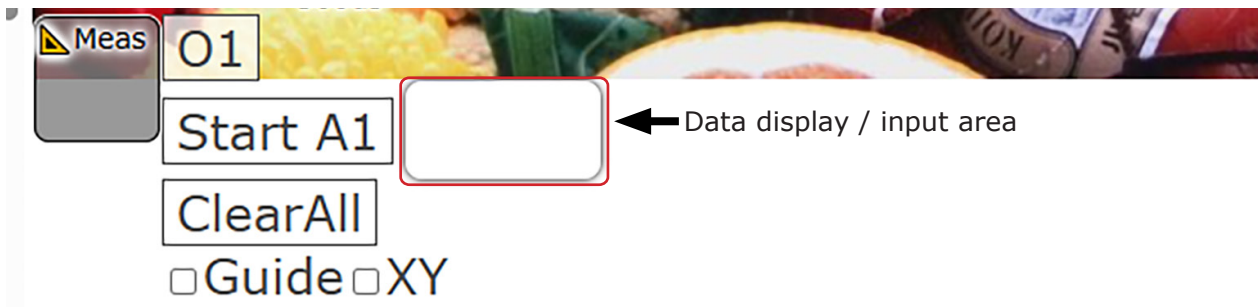 Meas
O1
Start A1
Data display / input area
ClearAll
Guide XY